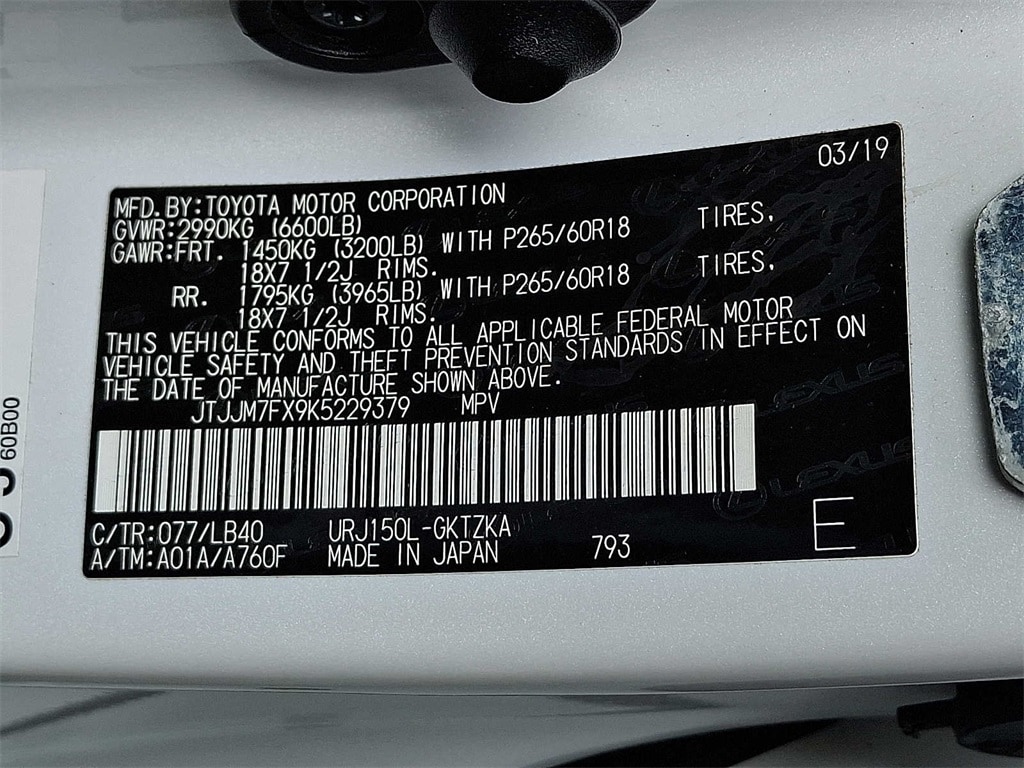 03/19
MFD. BY: TOYOTA MOTOR CORPORATION
GVWR: 2990KG (6600LB)
GAWR: FRT. 1450KG (3200LB) WITH P265/60R18 TIRES,
18X7 1/2J RIMS.
RR. 1795KG (3965LB) WITH P265/60R18 TIRES,
18X7 1/2J RIMS.
THIS VEHICLE CONFORMS TO ALL APPLICABLE FEDERAL MOTOR
VEHICLE SAFETY AND THEFT PREVENTION STANDARDS IN EFFECT ON
THE DATE OF MANUFACTURE SHOWN ABOVE.
JTJJM7FX9K5229379 MPV
LEXUS
LEXUS
C/TR: 077/LB40 URJ150L-GKTZKA
A/TM: A01A/A760F MADE IN JAPAN 793 E
60B00